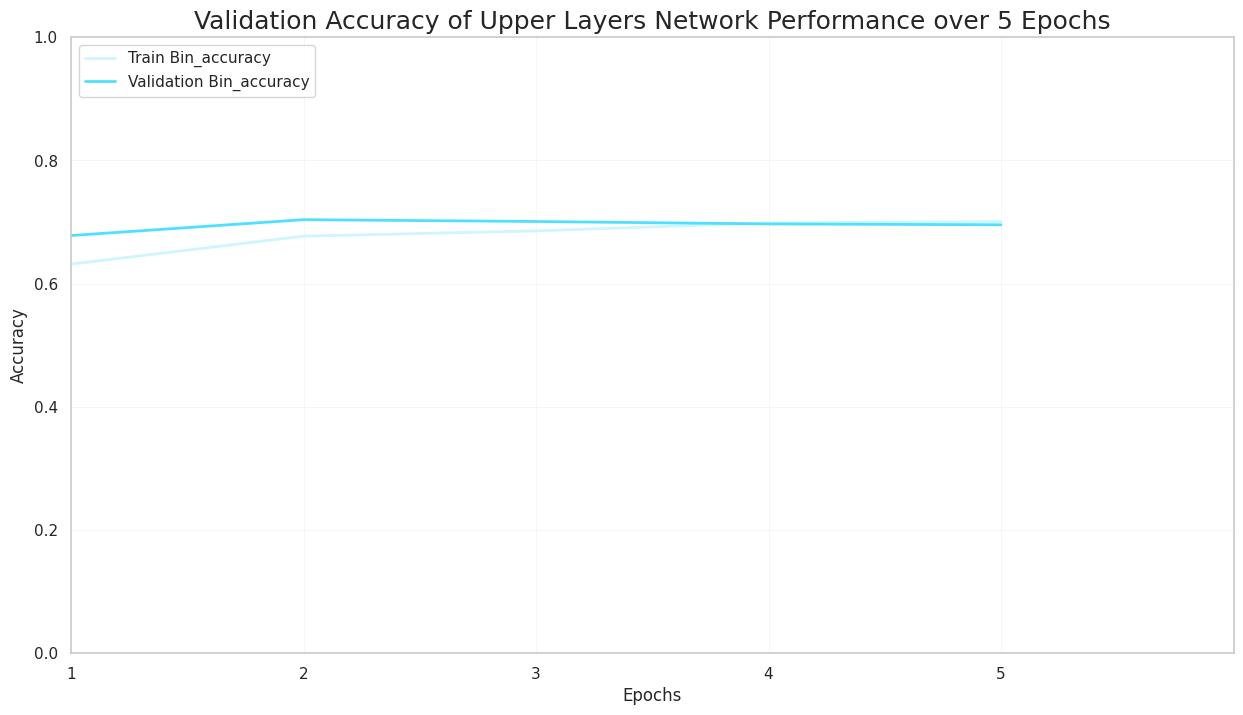 Validation Accuracy of Upper Layers Network Performance over 5 Epochs
1.0
Train Bin_accuracy
Validation Bin_accuracy
0.8
0.6
Accuracy
0.4
0.2
0.0
1 2 3 4 5
Epochs